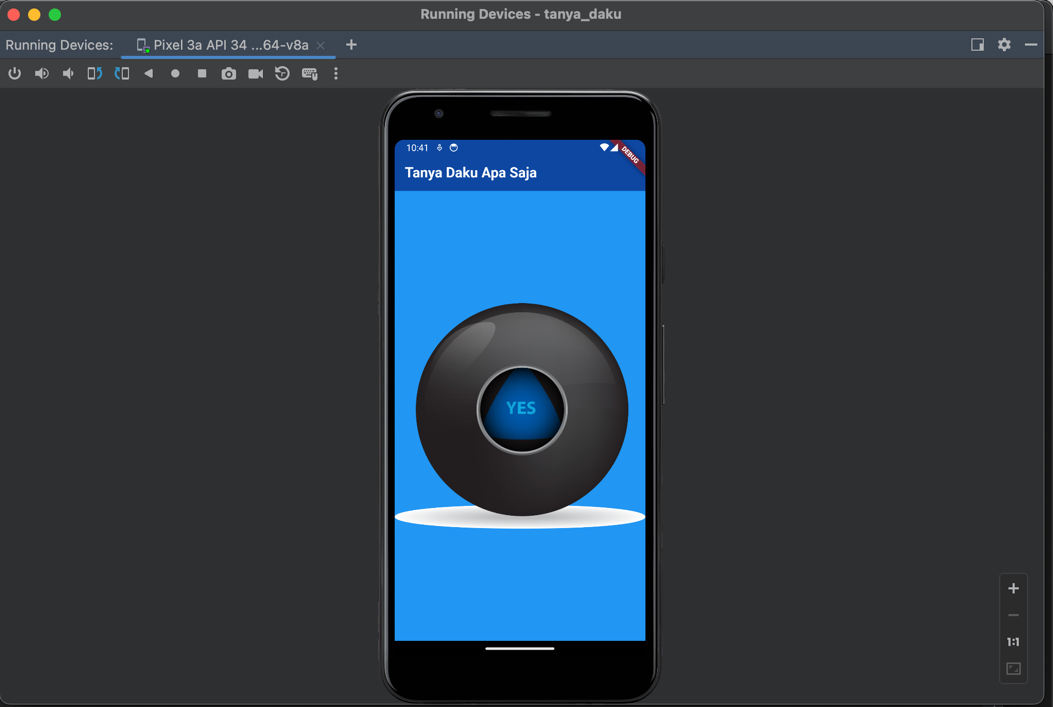 Running Devices - tanya_daku
Running Devices: Pixel 3a API 34 ...64-v8a
10:41
DEBUG
Tanya Daku Apa Saja
YES
1:1